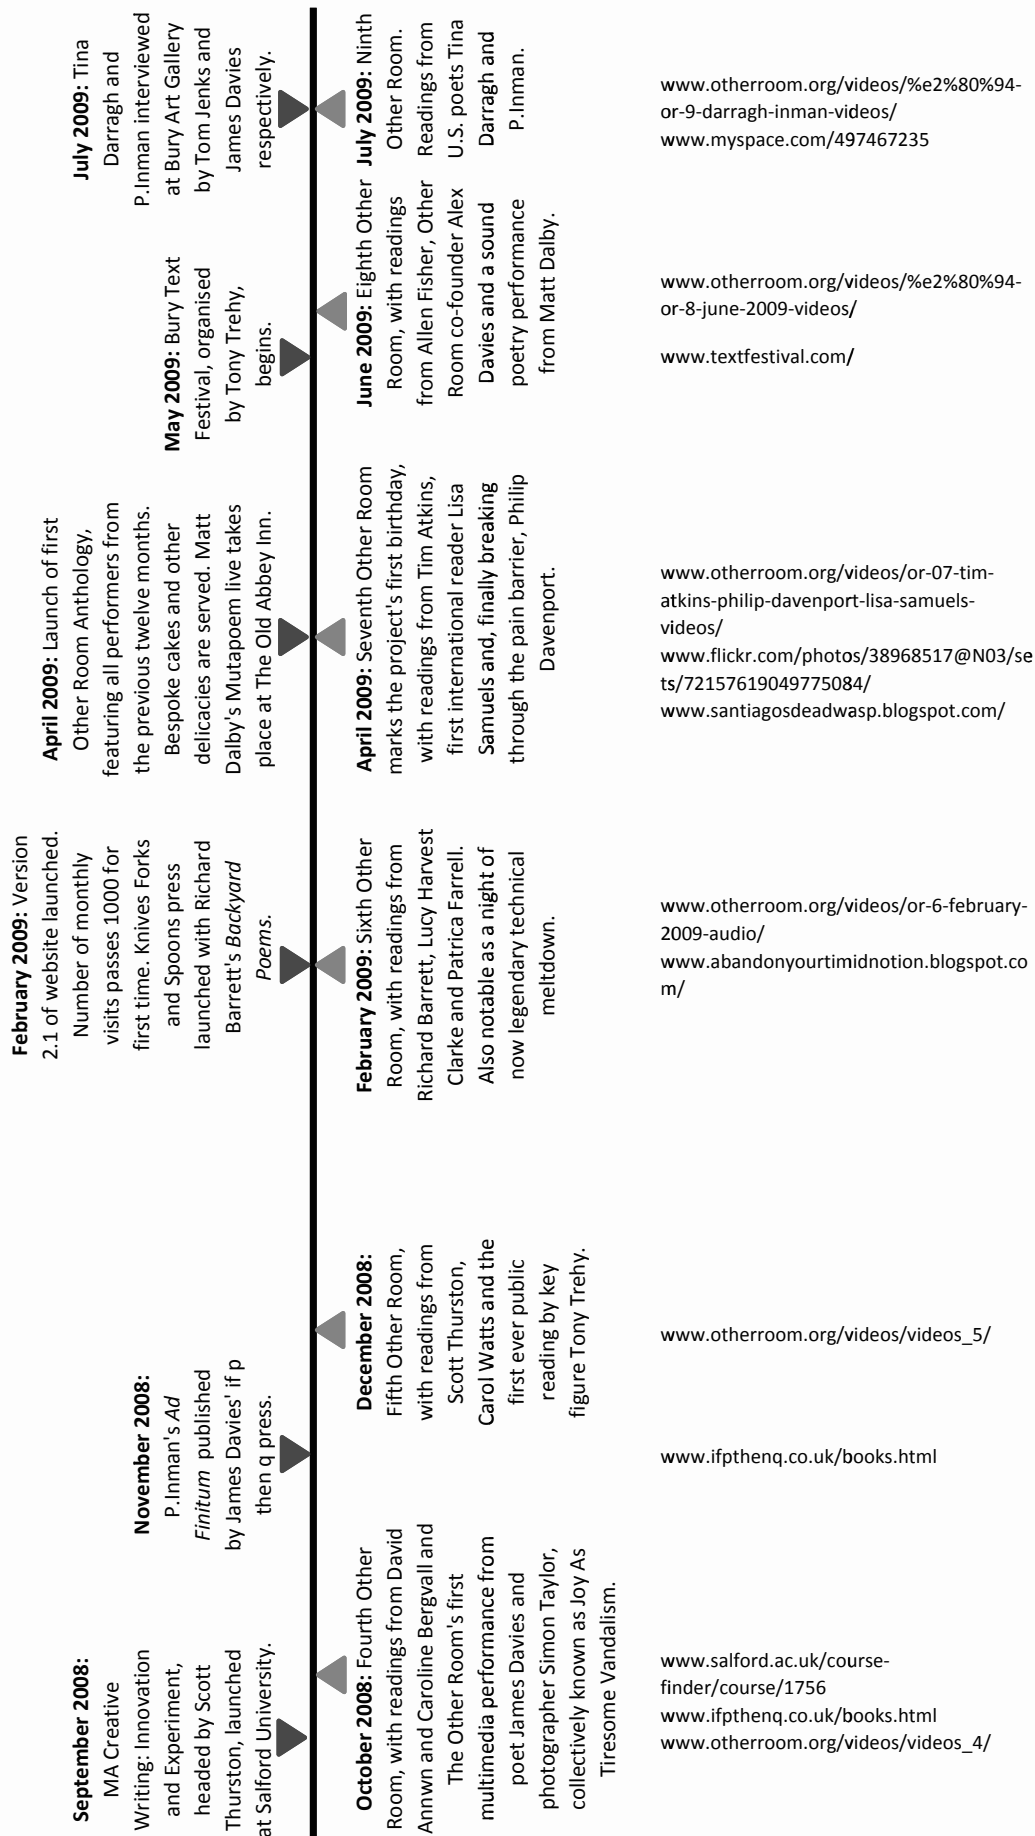 September 2008:
MA Creative
Writing: Innovation
and Experiment,
headed by Scott
Thurston, launched
at Salford University.
November 2008:
P.Inman's Ad
Finitum published
by James Davies' if p
then q press.
February 2009: Version
2.1 of website launched.
Number of monthly
visits passes 1000 for
first time. Knives Forks
and Spoons press
launched with Richard
Barrett's Backyard
Poems.
April 2009: Launch of first
Other Room Anthology,
featuring all performers from
the previous twelve months.
Bespoke cakes and other
delicacies are served. Matt
Dalby's Mutapoem live takes
place at The Old Abbey Inn.
May 2009: Bury Text
Festival, organised
by Tony Trehy,
begins.
July 2009: Tina
Darragh and
P.Inman interviewed
at Bury Art Gallery
by Tom Jenks and
James Davies
respectively.
October 2008: Fourth Other
Room, with readings from David
Annwn and Caroline Bergvall and
The Other Room's first
multimedia performance from
poet James Davies and
photographer Simon Taylor,
collectively known as Joy As
Tiresome Vandalism.
December 2008:
Fifth Other Room,
with readings from
Scott Thurston,
Carol Watts and the
first ever public
reading by key
figure Tony Trehy.
February 2009: Sixth Other
Room, with readings from
Richard Barrett, Lucy Harvest
Clarke and Patrica Farrell.
Also notable as a night of
now legendary technical
meltdown.
April 2009: Seventh Other Room
marks the project's first birthday,
with readings from Tim Atkins,
first international reader Lisa
Samuels and, finally breaking
through the pain barrier, Philip
Davenport.
June 2009: Eighth Other
Room, with readings
from Allen Fisher, Other
Room co-founder Alex
Davies and a sound
poetry performance
from Matt Dalby.
July 2009: Ninth
Other Room.
Readings from
U.S. poets Tina
Darragh and
P.Inman.
www.otherroom.org/videos/%e2%80%94-
or-9-darragh-inman-videos/
www.myspace.com/497467235
www.otherroom.org/videos/%e2%80%94-
or-8-june-2009-videos/
www.textfestival.com/
www.otherroom.org/videos/or-07-tim-
atkins-philip-davenport-lisa-samuels-
videos/
www.flickr.com/photos/38968517@N03/se
ts/72157619049775084/
www.santiagosdeadwasp.blogspot.com/
www.otherroom.org/videos/or-6-february-
2009-audio/
www.abandonyourtimidnotion.blogspot.co
m/
www.otherroom.org/videos/videos_5/
www.ifpthenq.co.uk/books.html
www.salford.ac.uk/course-
finder/course/1756
www.ifpthenq.co.uk/books.html
www.otherroom.org/videos/videos_4/